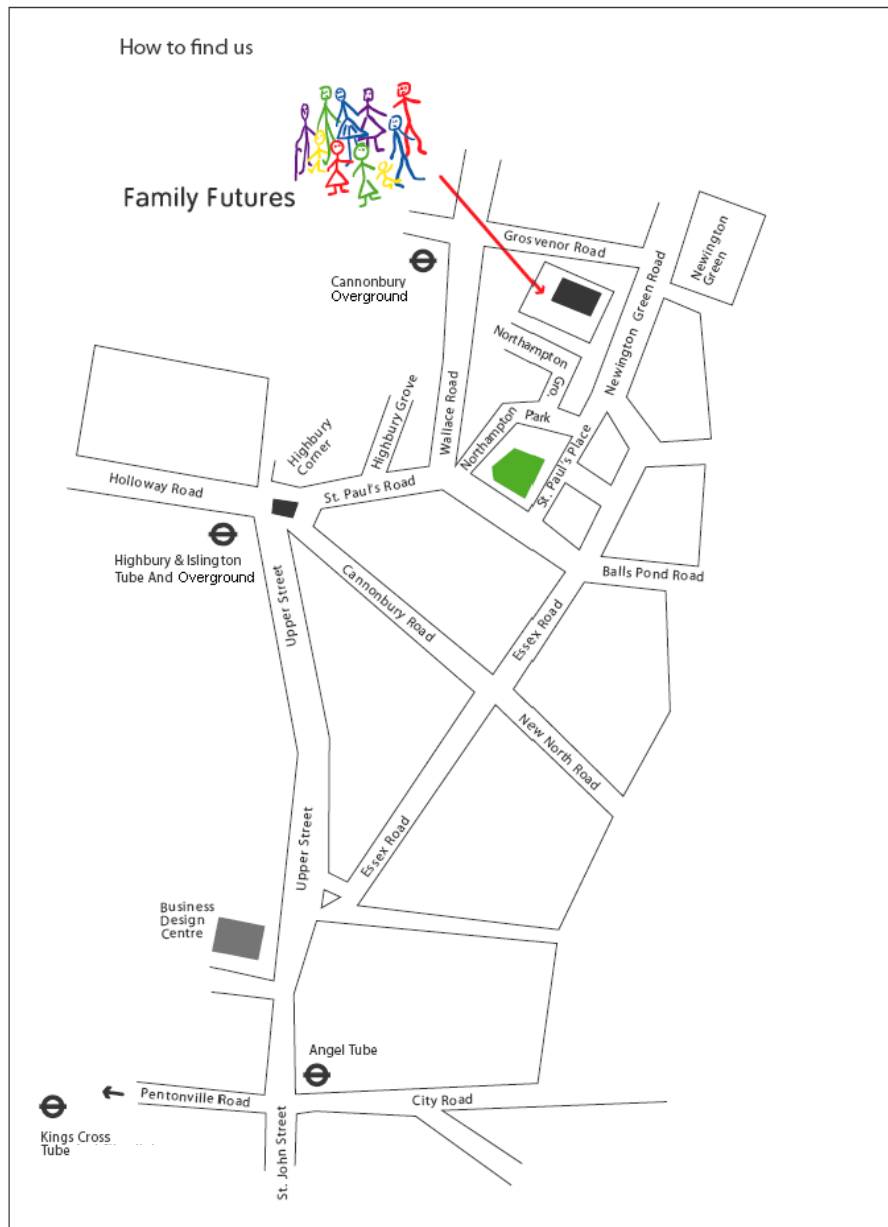 How to find us
Family Futures
Grosvenor Road
Newington
Green
Cannonbury
Overground
Newington Green Road
Northampton
Gro.
Highbury Grove
Wallace Road
Northampton
Park
St. Paul's Place
Highbury
Corner
Holloway Road
St. Paul's Road
Highbury & Islington
Tube And Overground
Cannonbury Road
Balls Pond Road
Upper Street
Essex Road
New North Road
Upper Street
Essex Road
Business
Design
Centre
Angel Tube
Pentonville Road
City Road
Kings Cross
Tube
St. John Street